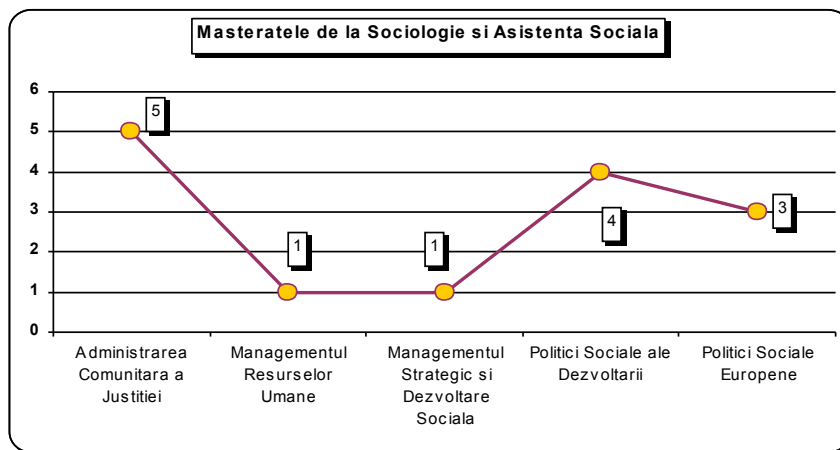 Masteratele de la Sociologie si Asistenta Sociala
6
5
4
3
2
1
0
5
1
1
4
3
Administrarea
Comunitara a
Justitiei
Managementul
Resurselor
Umane
Managementul
Strategic si
Dezvoltare
Sociala
Politici Sociale ale
Dezvoltarii
Politici Sociale
Europene